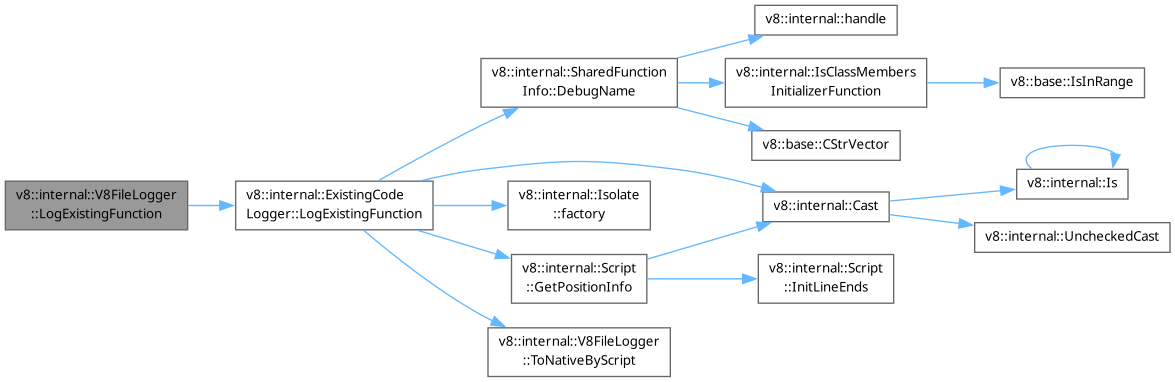 v8::internal::V8FileLogger
::LogExistingFunction
v8::internal::ExistingCode
Logger::LogExistingFunction
v8::internal::SharedFunction
Info::DebugName
v8::internal::handle
v8::internal::IsClassMembers
InitializerFunction
v8::base::IsInRange
v8::base::CStrVector
v8::internal::Isolate
::factory
v8::internal::Cast
v8::internal::Is
v8::internal::UncheckedCast
v8::internal::Script
::GetPositionInfo
v8::internal::Script
::InitLineEnds
v8::internal::V8FileLogger
::ToNativeByScript